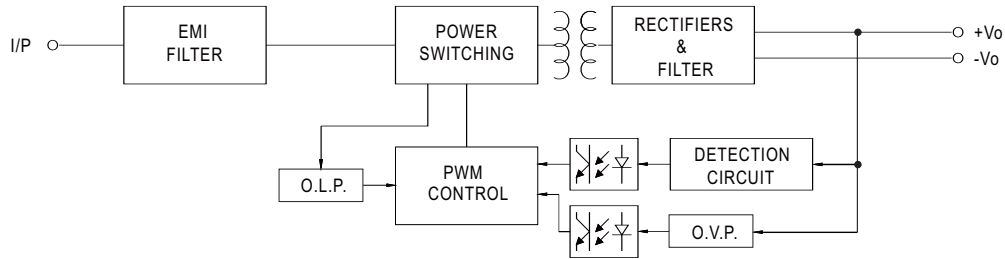 I/P
EMI
FILTER
POWER
SWITCHING
RECTIFIERS
&
FILTER
+Vo
-Vo
O.L.P.
PWM
CONTROL
DETECTION
CIRCUIT
O.V.P.